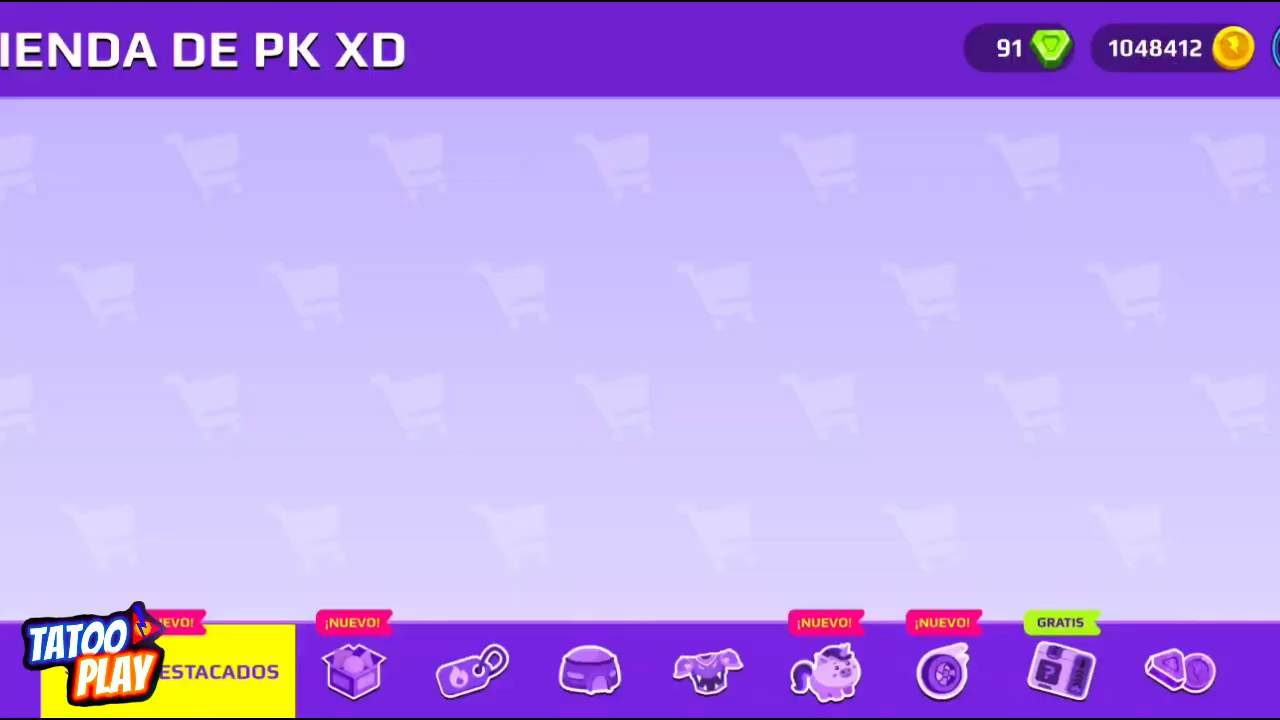 IENDA DE PK XD
91
1048412
EVO!
ESTACADOS
¡NUEVO!
¡NUEVO!
¡NUEVO!
GRATIS
TATOO
PLAY